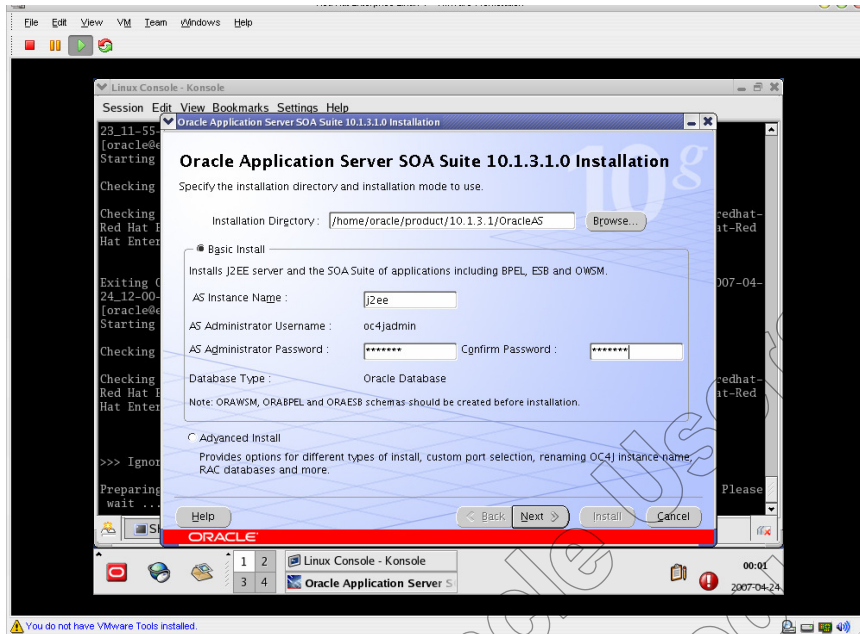 File Edit View VM Team Windows Help
Linux Console - Konsole
Session Edit View Bookmarks Settings Help
Oracle Application Server SOA Suite 10.1.3.1.0 Installation
23_11-55-
[oracle@e
Starting
Checking
Checking
redhat-
Red Hat E
at-Red
Hat Enter
Exiting O
007-04-
24_12-00-
[oracle@e
Starting
Checking
Checking
redhat-
Red Hat E
at-Red
Hat Enter
>>> Ignor
Preparing
Please
wait ...
10g
Oracle Application Server SOA Suite 10.1.3.1.0 Installation
Specify the installation directory and installation mode to use.
Installation Directory: /home/oracle/product/10.1.3.1/OracleAS Browse...
Basic Install
Installs J2EE server and the SOA Suite of applications including BPEL, ESB and OWSM.
AS Instance Name : j2ee
AS Administrator Username : oc4jadmin
AS Administrator Password : ******* Confirm Password : *******
Database Type : Oracle Database
Note: ORAWSM, ORABPEL and ORAESB schemas should be created before installation.
Advanced Install
Provides options for different types of install, custom port selection, renaming OC4J instance name,
RAC databases and more.
Help Back Next Install Cancel
ORACLE
1 2
3 4
Linux Console - Konsole
Oracle Application Server S
00:01
2007-04-24
You do not have VMware Tools installed.